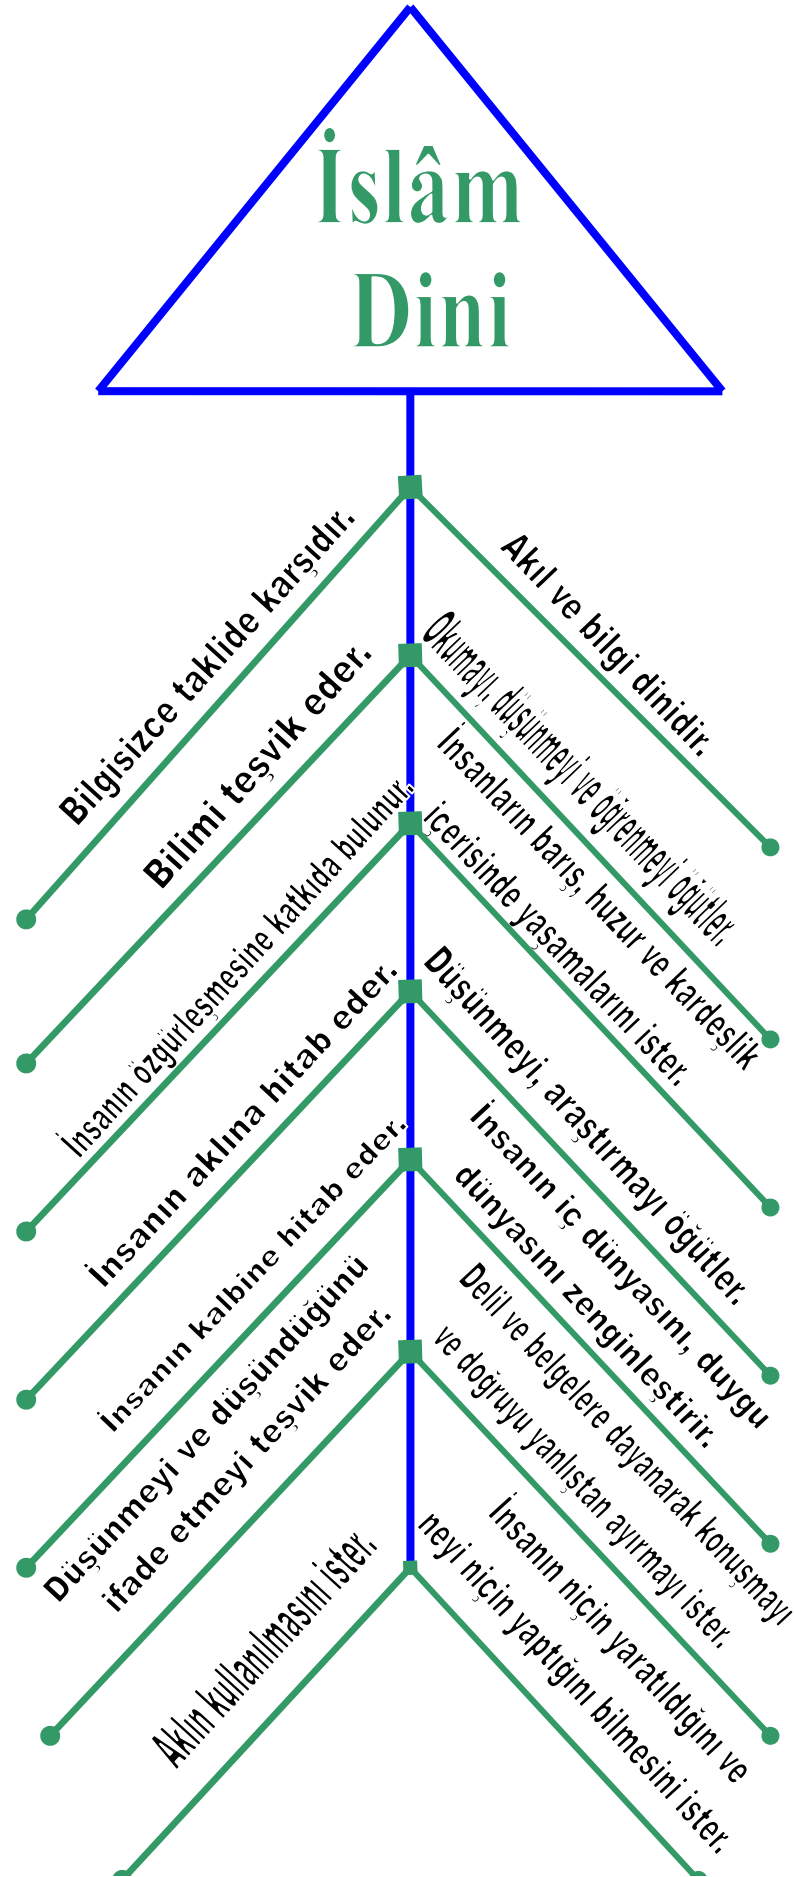 İslâm
Dini
Bilgisizce taklide karşıdır.
Akıl ve bilgi dinidir.
Bilimi teşvik eder.
Okumayı, düşünmeyi ve öğrenmeyi öğütler.
İnsanın özgürleşmesine katkıda bulunur.
İnsanların barış, huzur ve kardeşlik
içerisinde yaşamalarını ister.
İnsanın aklına hitab eder.
Düşünmeyi, araştırmayı öğütler.
İnsanın kalbine hitab eder.
İnsanın iç dünyasını, duygu
dünyasını zenginleştirir.
Düşünmeyi ve düşündüğünü
ifade etmeyi teşvik eder.
Delil ve belgelere dayanarak konuşmayı
ve doğruyu yanlıştan ayırmayı ister.
Aklın kullanılmasını ister.
İnsanın niçin yaratıldığını ve
neyi niçin yaptığını bilmesini ister.